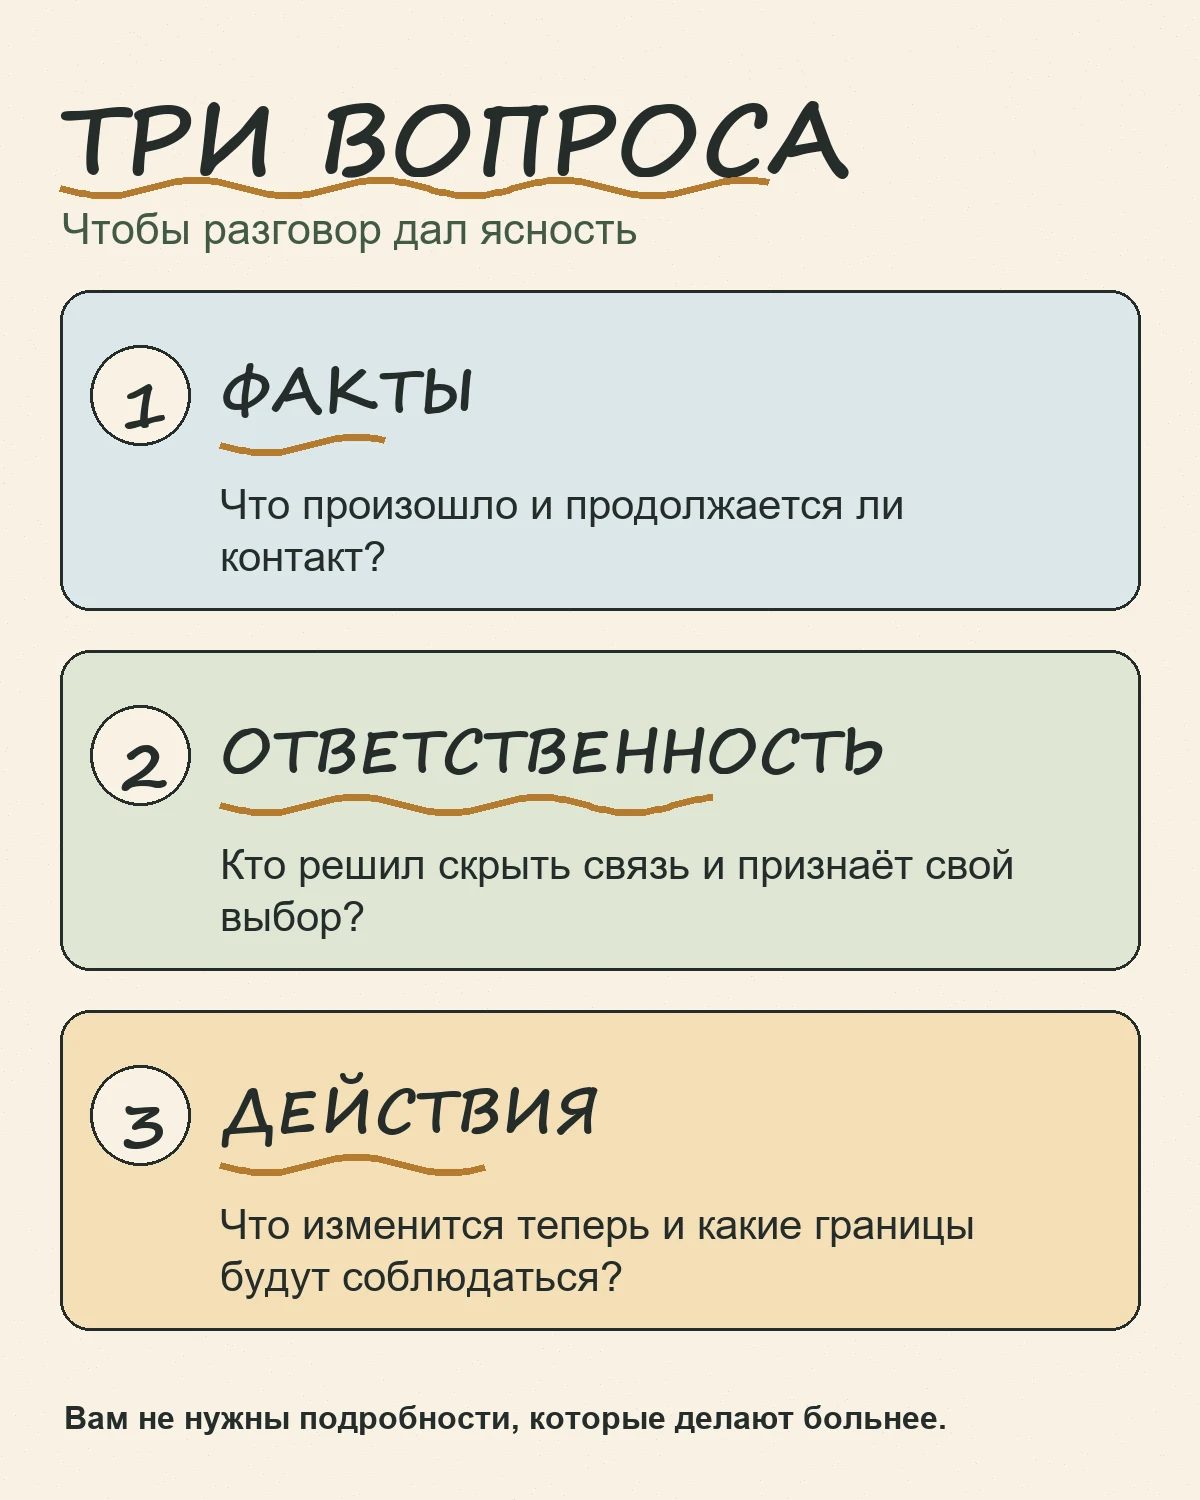 ТРИ ВОПРОСА
Чтобы разговор дал ясность
1
ФАКТЫ
Что произошло и продолжается ли
контакт?
2
ОТВЕТСТВЕННОСТЬ
Кто решил скрыть связь и признаёт свой
выбор?
3
ДЕЙСТВИЯ
Что изменится теперь и какие границы
будут соблюдаться?
Вам не нужны подробности, которые делают больнее.